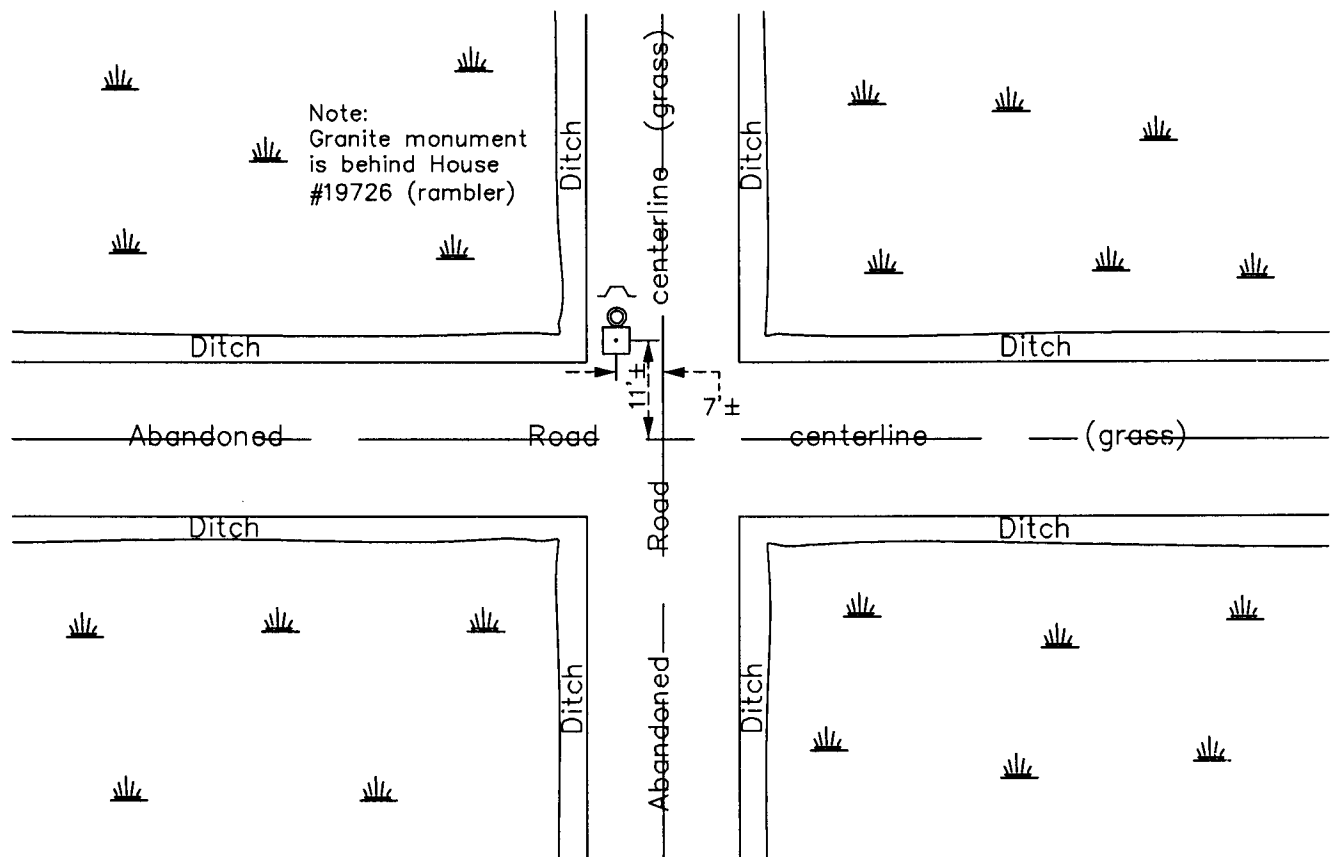 Note:
Granite monument
is behind House
#19726 (rambler)
Ditch
Ditch
Ditch
Ditch
11'±
7'±
Abandoned Road centerline (grass)
Abandoned Road centerline (grass)
Ditch
Ditch
Ditch
Ditch